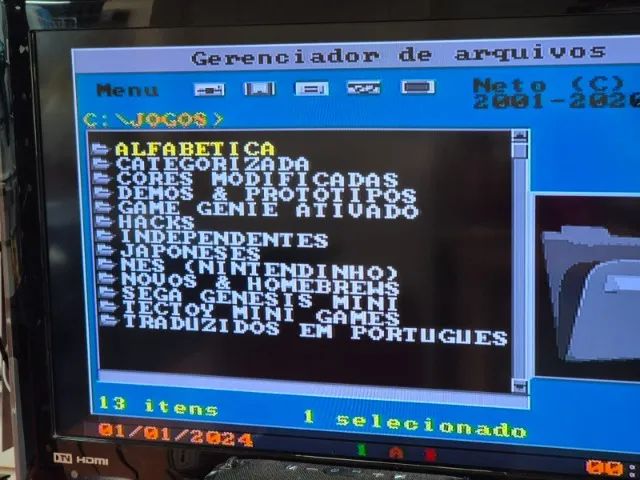 Gerenciador de arquivos
Menu
Neto (C)
2001-2020
C:\JOGOS>
ALFABETICA
CATEGORIZADA
CORES MODIFICADAS
DEMOS & PROTOTIPOS
GAME GENIE ATIVADO
HACKS
INDEPENDENTES
JAPONESES
NES (NINTENDINHO)
NOVOS & HOMEBREWS
SEGA GENESIS MINI
TECTOY MINI GAMES
TRADUZIDOS EM PORTUGUES
13 itens
1 selecionado
01/01/2024
00:
DTV HDMI